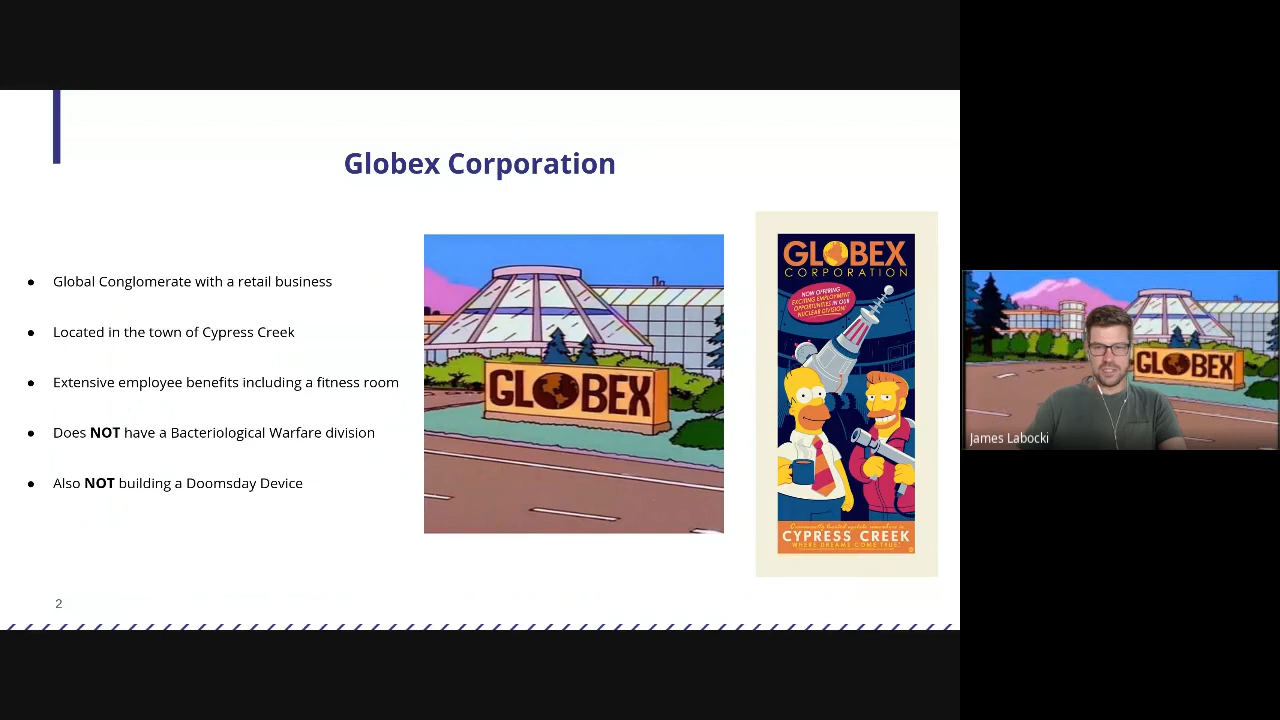 Globex Corporation
● Global Conglomerate with a retail business
● Located in the town of Cypress Creek
● Extensive employee benefits including a fitness room
● Does NOT have a Bacteriological Warfare division
● Also NOT building a Doomsday Device
2
GLOBEX
GLOBEX
CORPORATION
NOW OFFERING
EXCITING EMPLOYMENT
OPPORTUNITIES IN OUR
NUCLEAR DIVISION!
CYPRESS CREEK
WHERE DREAMS COME TRUE
GLOBEX
James Labocki